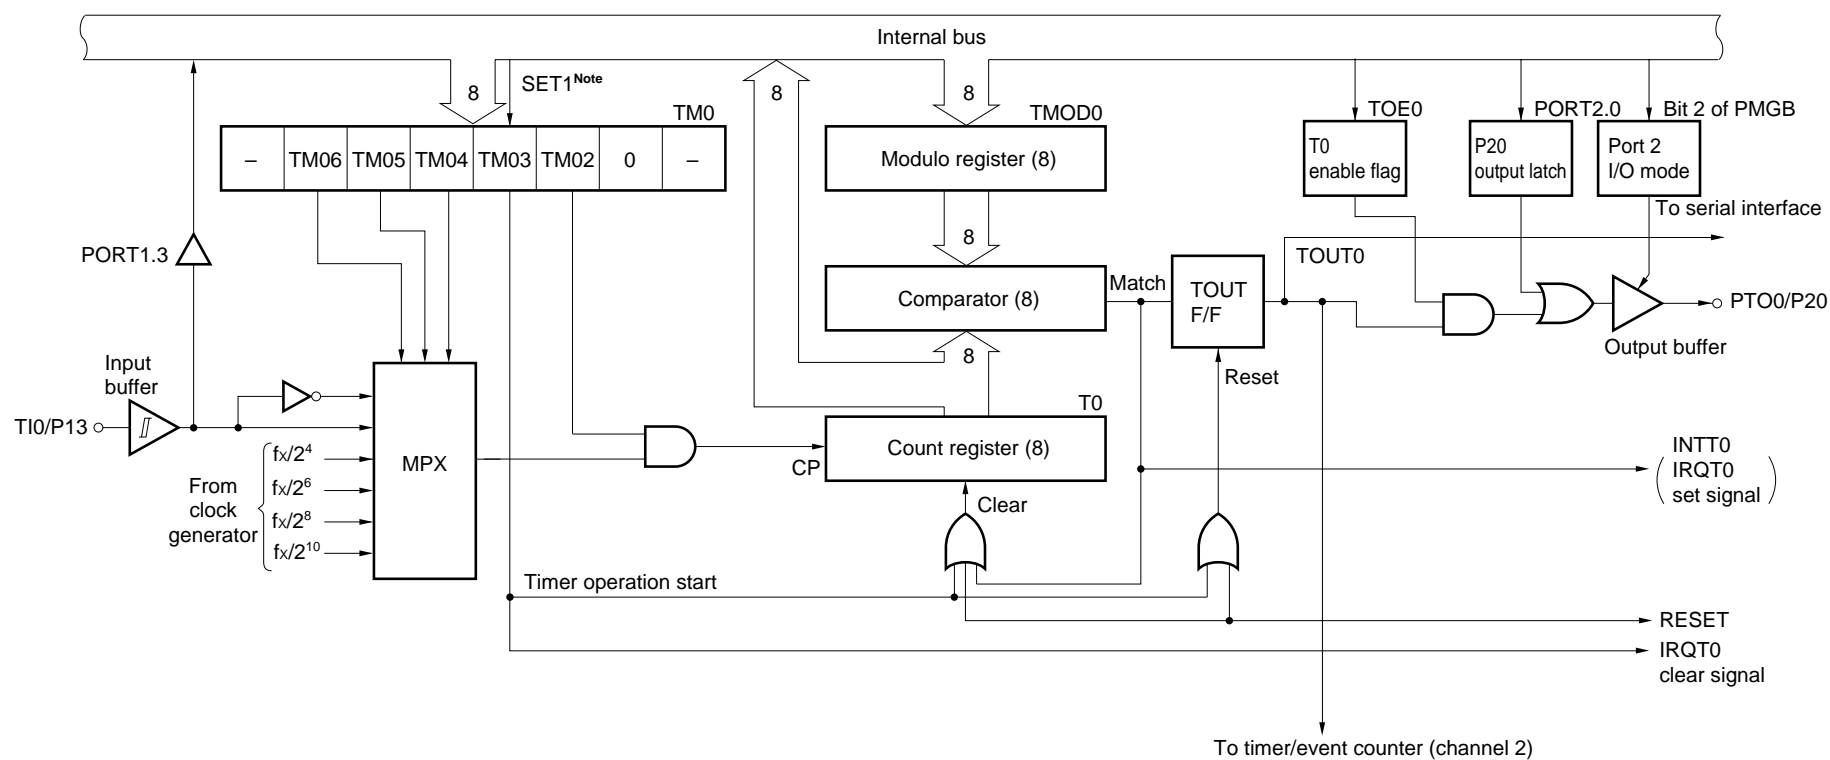 Internal bus
8
SET1Note
8
8
TM0
TMOD0
TOE0
PORT2.0
Bit 2 of PMGB
–
TM06
TM05
TM04
TM03
TM02
0
–
Modulo register (8)
T0
enable flag
P20
output latch
Port 2
I/O mode
To serial interface
PORT1.3
8
TOUT0
Comparator (8)
Match
TOUT
F/F
PTO0/P20
Output buffer
8
Reset
Input
buffer
T0
TI0/P13
MPX
CP
Count register (8)
Clear
From
clock
generator
fX/2^4
fX/2^6
fX/2^8
fX/2^10
INTT0
IRQT0
set signal
Timer operation start
RESET
IRQT0
clear signal
To timer/event counter (channel 2)